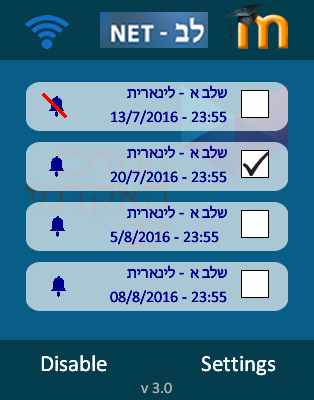 לב - NET
m
שלב א - לינארית
13/7/2016 - 23:55
שלב א - לינארית
20/7/2016 - 23:55
שלב א - לינארית
5/8/2016 - 23:55
שלב א - לינארית
08/8/2016 - 23:55
Disable
Settings
v 3.0